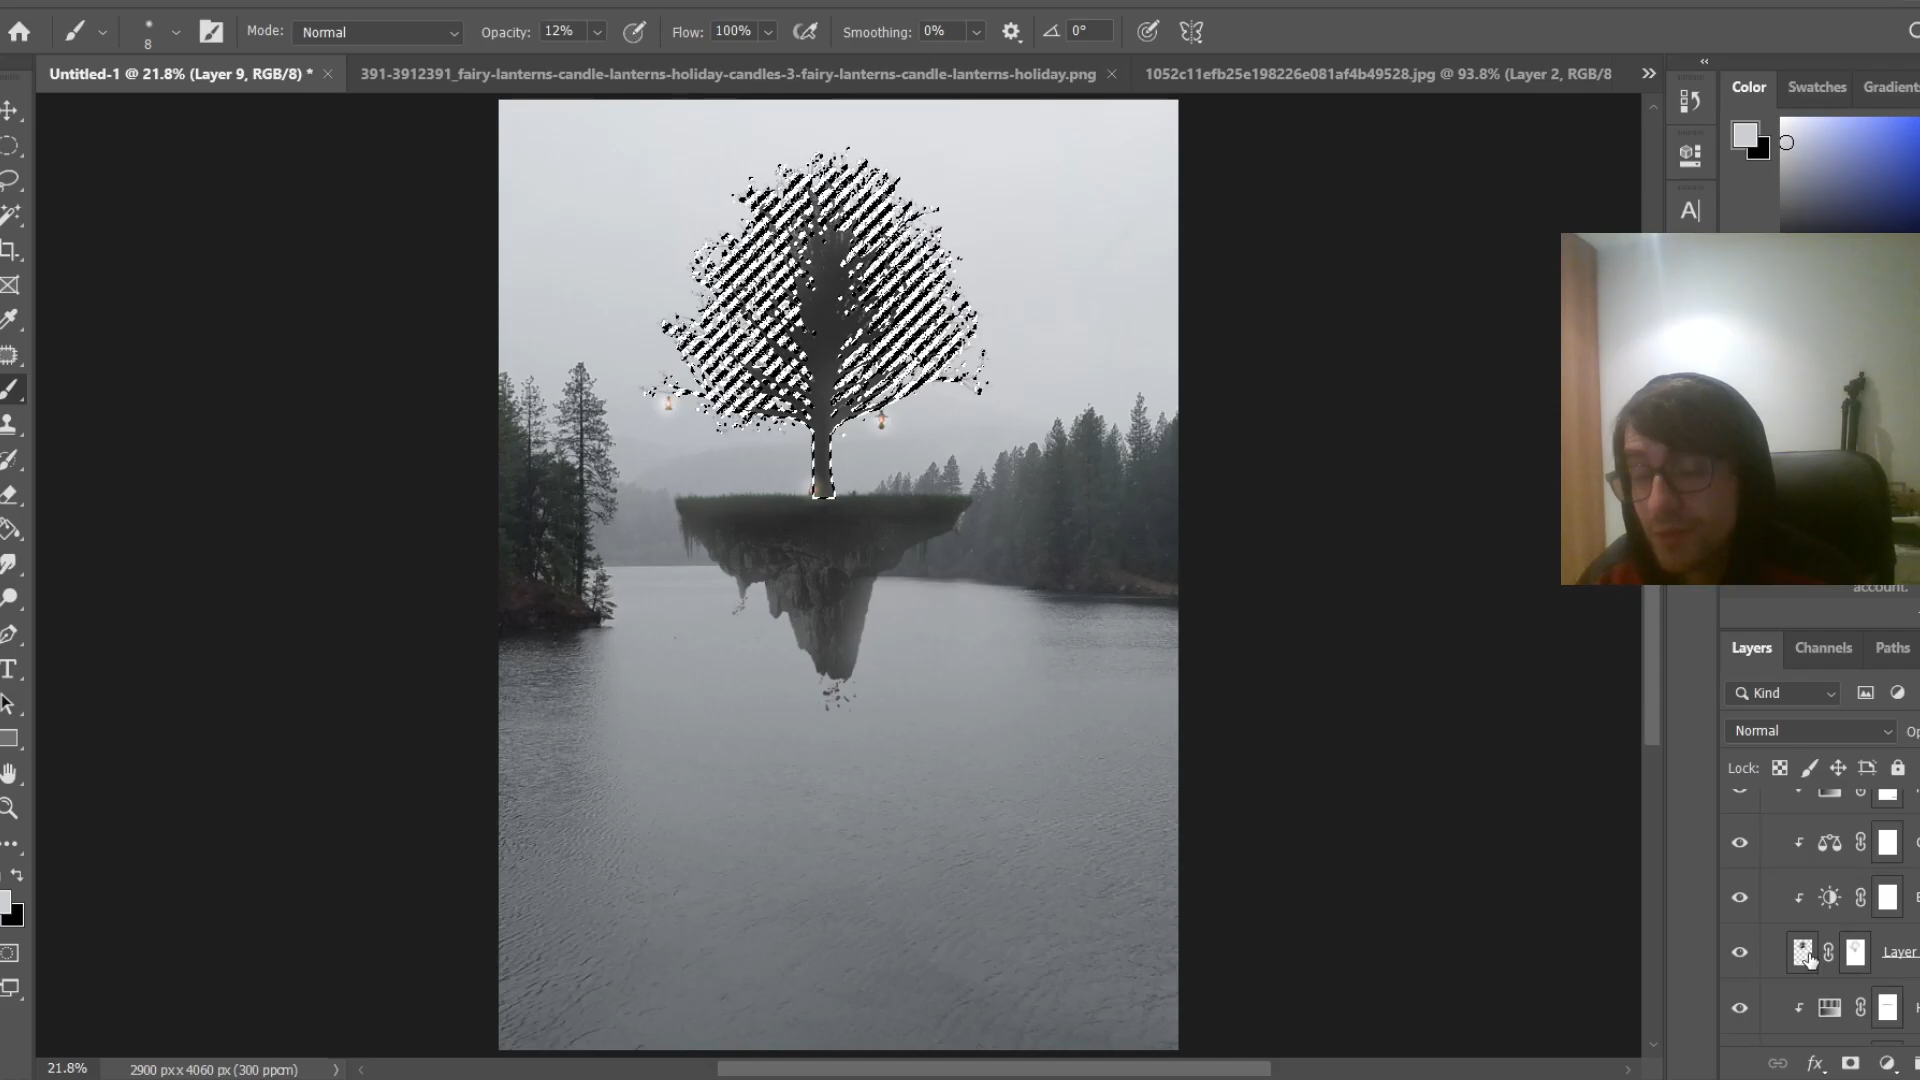 8
Mode:
Normal
Opacity:
12%
Flow:
100%
Smoothing:
0%
0°
Untitled-1 @ 21.8% (Layer 9, RGB/8) *
391-3912391_fairy-lanterns-candle-lanterns-holiday-candles-3-fairy-lanterns-candle-lanterns-holiday.png
1052c11efb25e198226e081af4b49528.jpg @ 93.8% (Layer 2, RGB/8
Color
Swatches
Gradient
A|
account.
Layers
Channels
Paths
Kind
Normal
Op
Lock:
Layer
fx
21.8%
2900 px x 4060 px (300 ppcm)